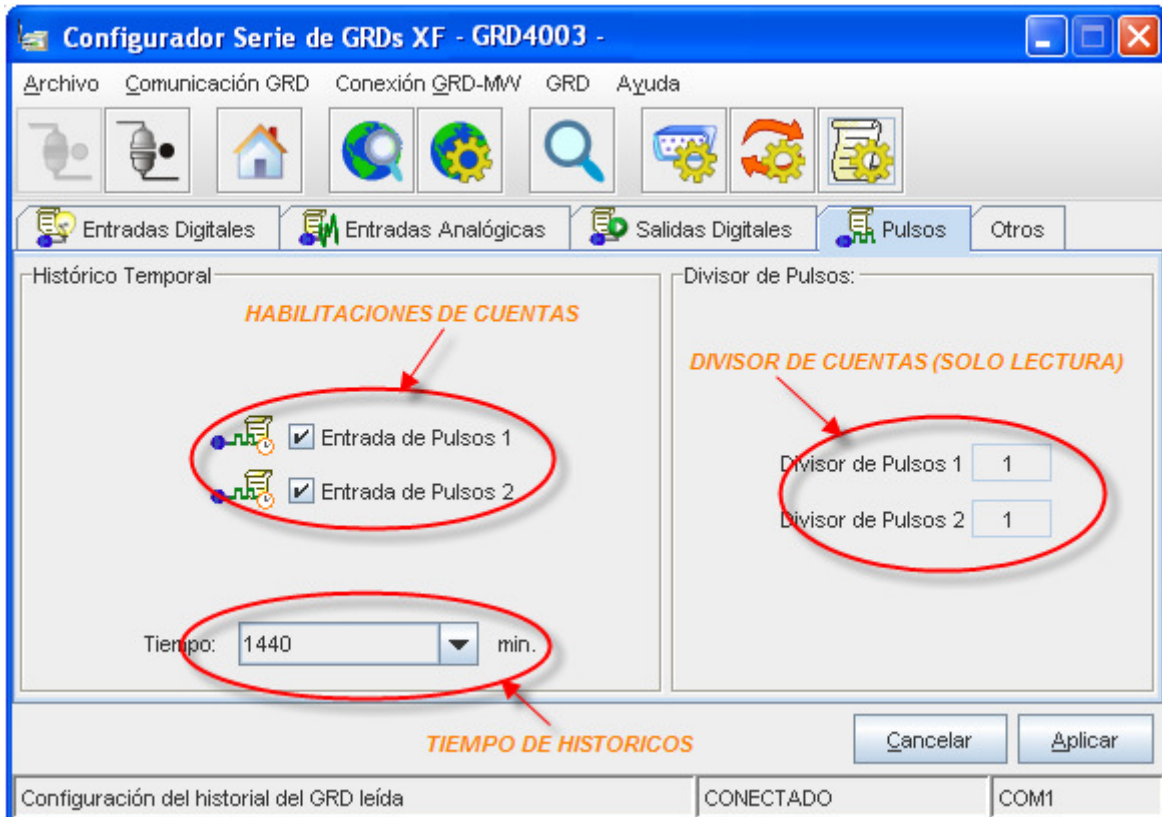 Configurador Serie de GRDs XF - GRD4003 -
Archivo Comunicación GRD Conexión GRD-MW GRD Ayuda
Entradas Digitales Entradas Analógicas Salidas Digitales Pulsos Otros
Histórico Temporal
Divisor de Pulsos:
HABILITACIONES DE CUENTAS
DIVISOR DE CUENTAS (SOLO LECTURA)
Entrada de Pulsos 1
Entrada de Pulsos 2
Divisor de Pulsos 1 1
Divisor de Pulsos 2 1
Tiempo: 1440 min.
TIEMPO DE HISTORICOS
Cancelar Aplicar
Configuración del historial del GRD leída CONECTADO COM1